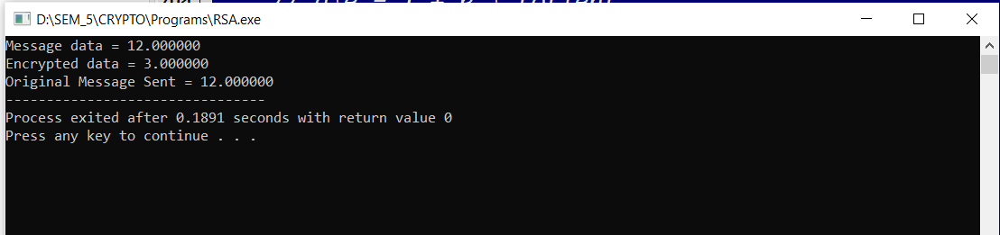 D:\SEM_5\CRYPTO\Programs\RSA.exe
Message data = 12.000000
Encrypted data = 3.000000
Original Message Sent = 12.000000
--------------------------------
Process exited after 0.1891 seconds with return value 0
Press any key to continue . . .